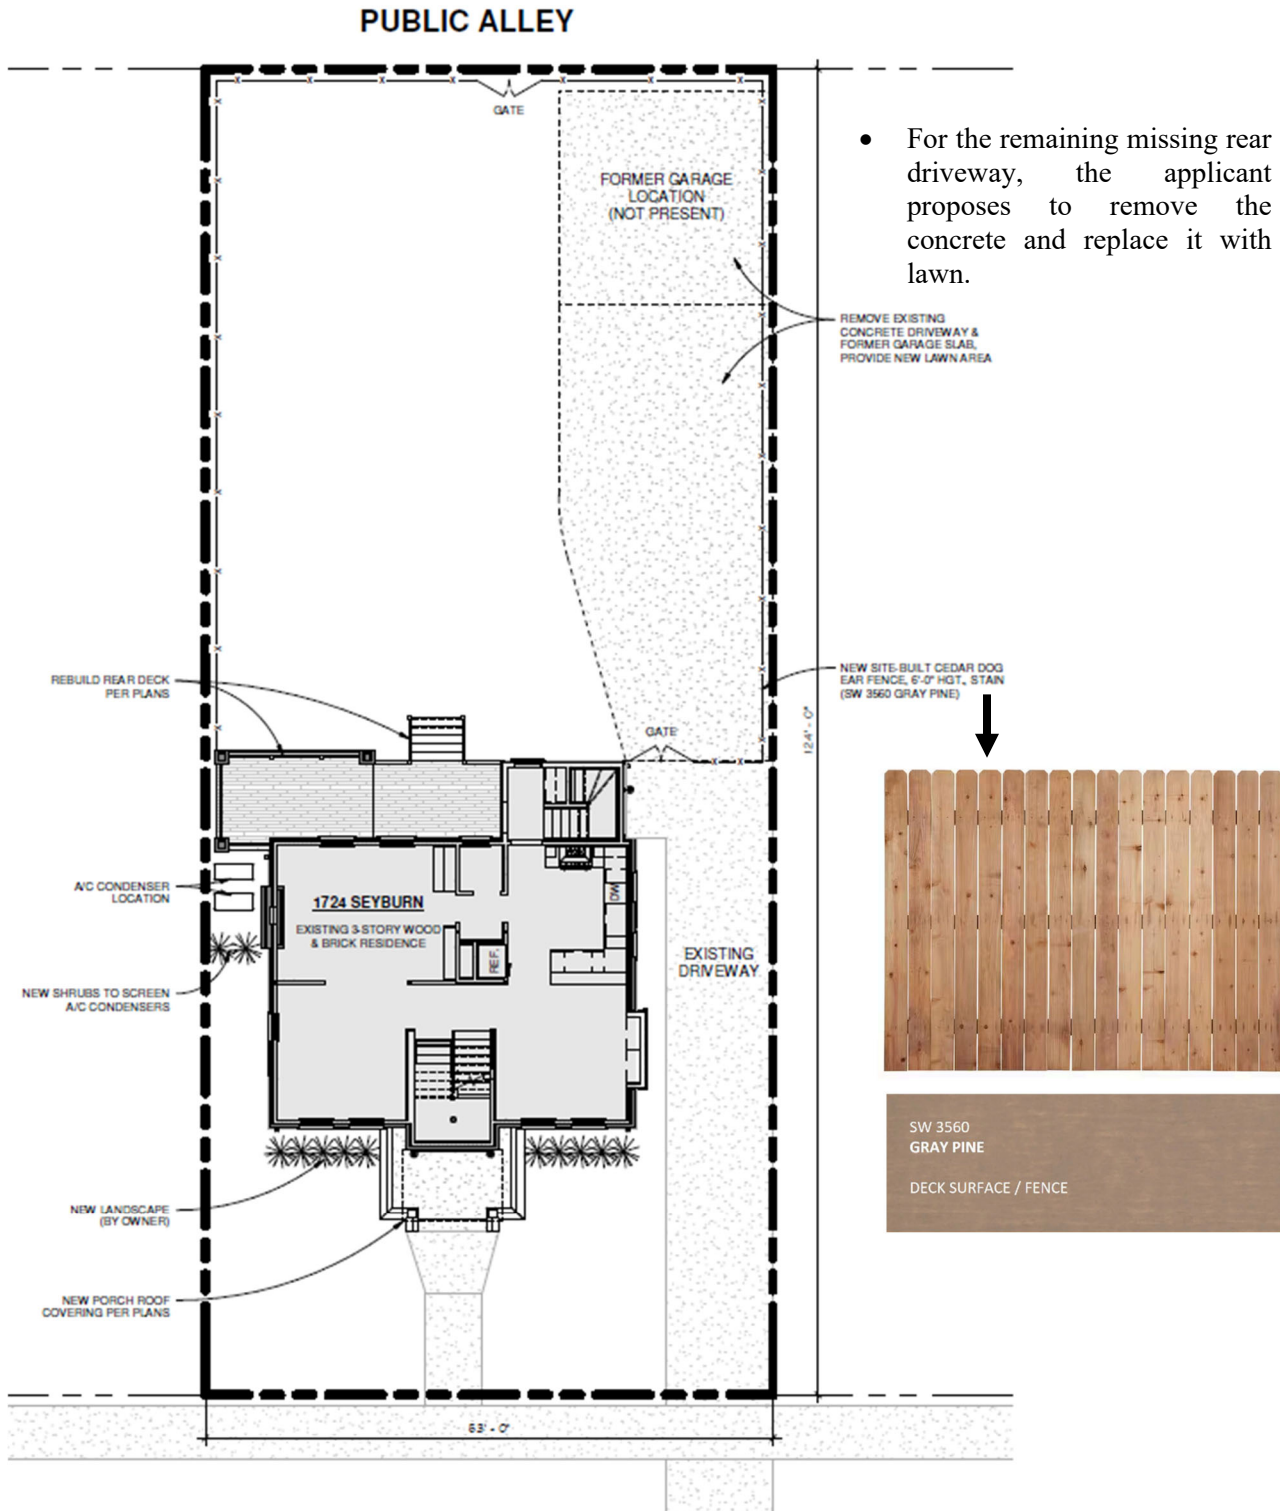 PUBLIC ALLEY
GATE
FORMER GARAGE
LOCATION
(NOT PRESENT)
• For the remaining missing rear
driveway, the applicant
proposes to remove the
concrete and replace it with
lawn.
REMOVE EXISTING
CONCRETE DRIVEWAY &
FORMER GARAGE SLAB,
PROVIDE NEW LAWN AREA
REBUILD REAR DECK
PER PLANS
NEW SITE-BUILT CEDAR DOG
EAR FENCE, 6'-0" HGT., STAIN
(SW 3560 GRAY PINE)
124' - 0"
GATE
A/C CONDENSER
LOCATION
1724 SEYBURN
EXISTING 3-STORY WOOD
& BRICK RESIDENCE
DW
REF.
EXISTING
DRIVEWAY
NEW SHRUBS TO SCREEN
A/C CONDENSERS
SW 3560
GRAY PINE
DECK SURFACE / FENCE
NEW LANDSCAPE
(BY OWNER)
NEW PORCH ROOF
COVERING PER PLANS
53' - 0"